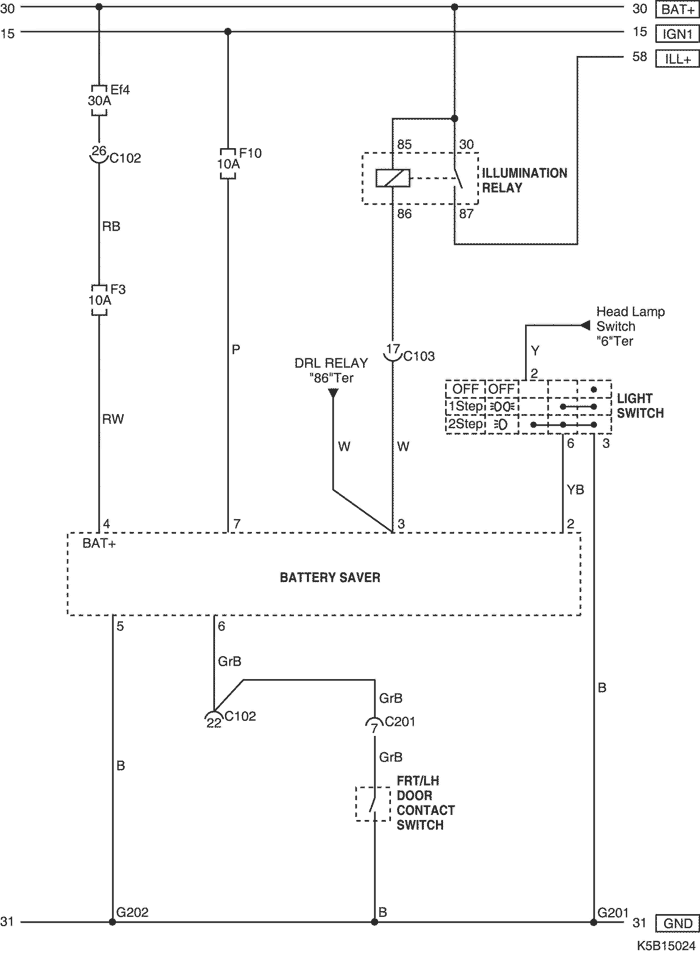 30
30 BAT+
15
15 IGN1
58 ILL+
Ef4
30A
26
C102
F10
10A
85
30
ILLUMINATION
RELAY
86
87
RB
F3
10A
P
RW
17
C103
DRL RELAY
"86"Ter
W
W
Head Lamp
Switch
"6"Ter
Y
2
OFF OFF
1Step
2Step
LIGHT
SWITCH
6
3
YB
4
7
3
2
BAT+
BATTERY SAVER
5
6
GrB
22
C102
GrB
7
C201
GrB
B
B
FRT/LH
DOOR
CONTACT
SWITCH
31
G202
B
G201
31 GND
K5B15024